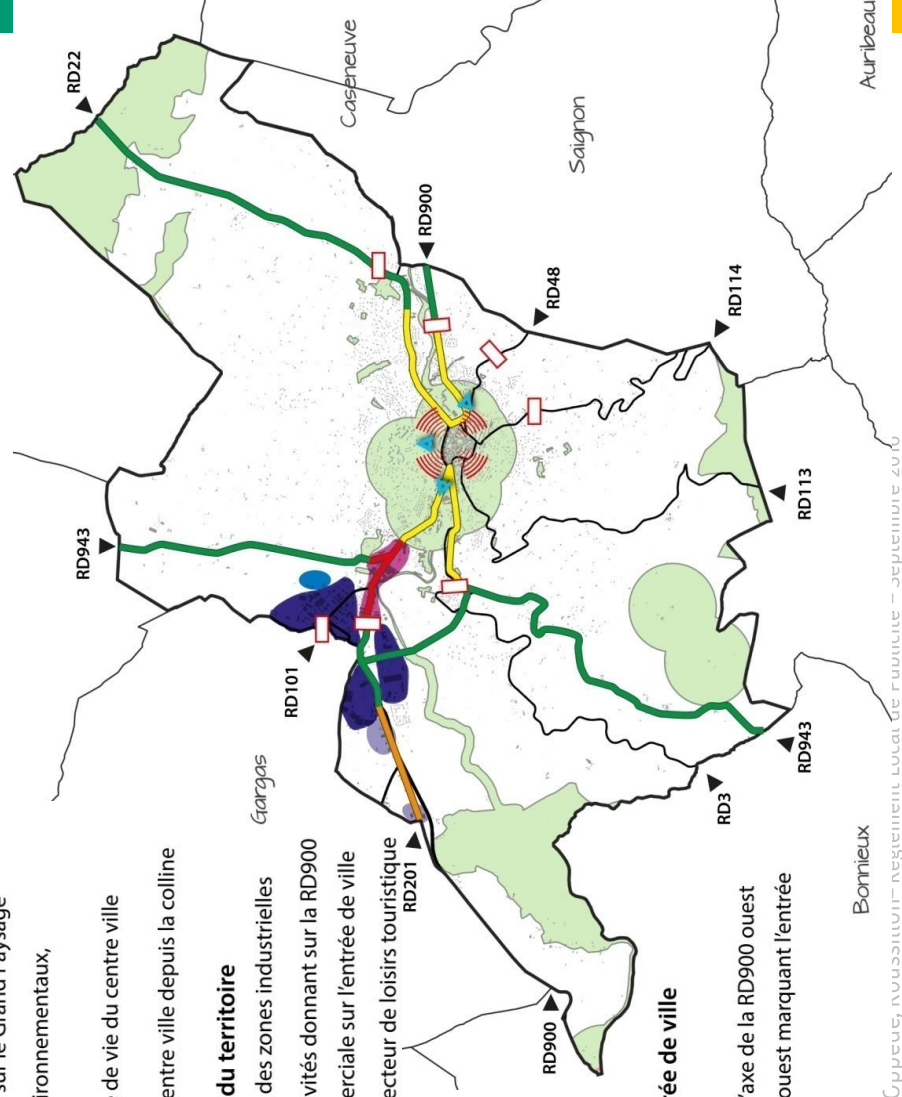 sur le Grand Paysage
ironnementaux,
de vie du centre ville
entre ville depuis la colline
du territoire
des zones industrielles
vités donnant sur la RD900
erciale sur l'entrée de ville
ecteur de loisirs touristique
rée de ville
'axe de la RD900 ouest
ouest marquant l'entrée
RD22
Caseneuve
Auribeau
Saignon
RD900
RD48
RD114
RD943
RD113
RD101
Gargas
RD201
RD943
RD3
RD900
Bonnieux